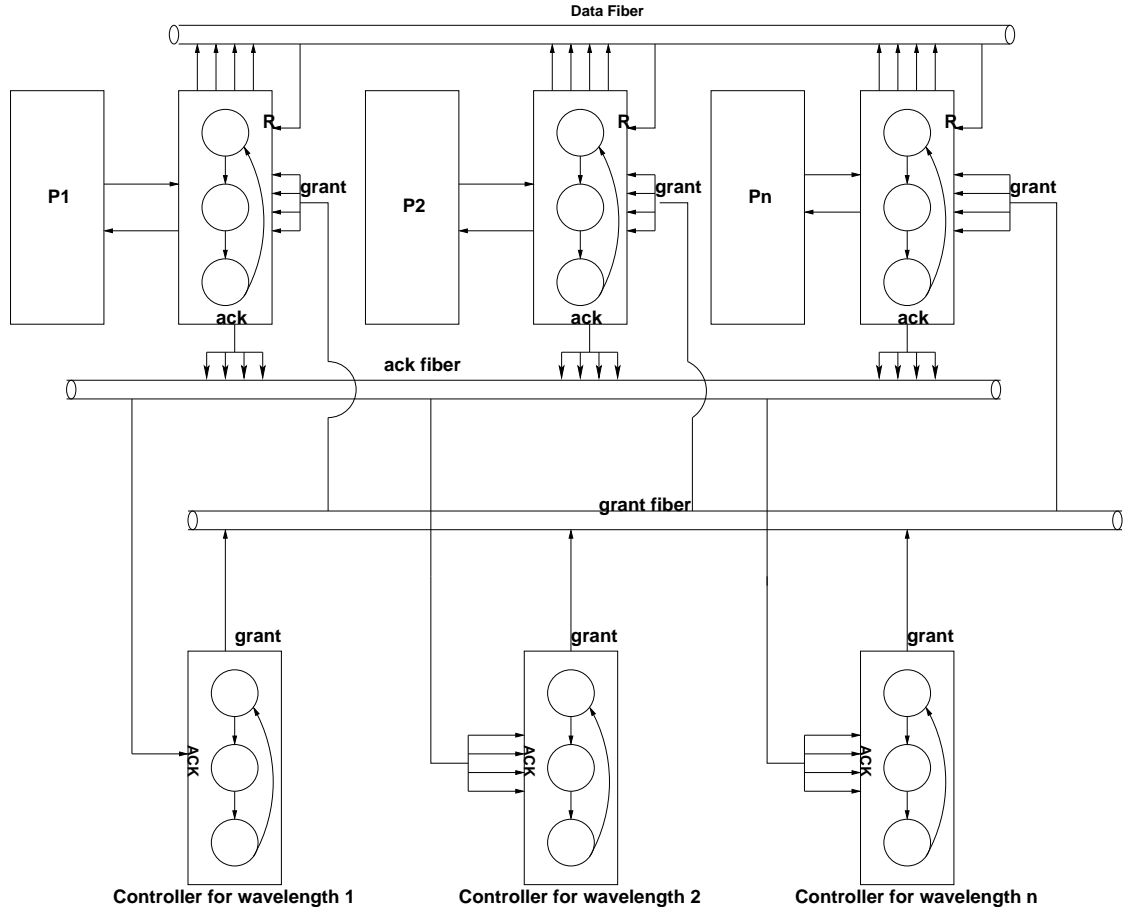 Data Fiber
R
R
R
P1
grant
P2
grant
Pn
grant
ack
ack
ack
ack fiber
grant fiber
grant
grant
grant
ACK
ACK
ACK
Controller for wavelength 1
Controller for wavelength 2
Controller for wavelength n